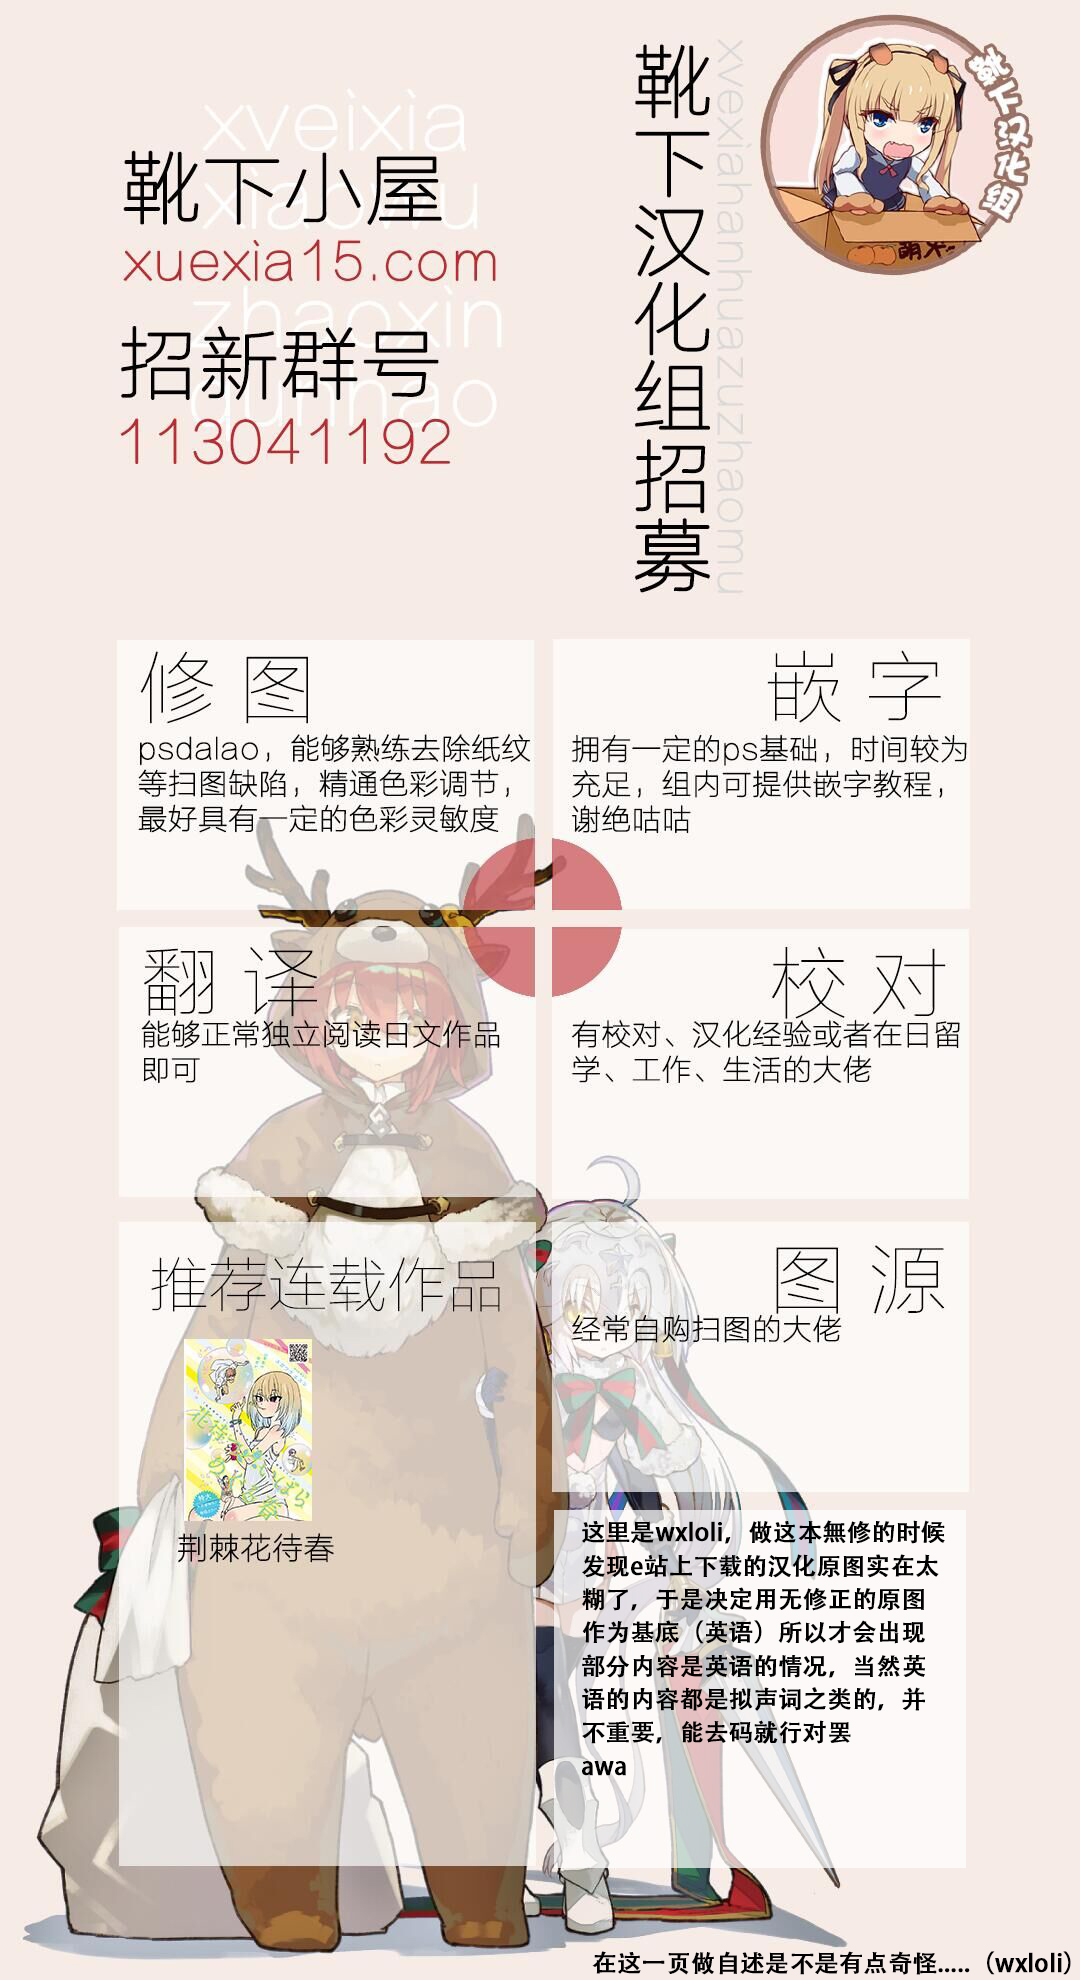 xveixia
靴下小屋
xiaowu
xuexia15.com
zhaoxin
招新群号
qunhao
113041192
靴下汉化组招募
xvexiahanhuazuzhaomu
靴下汉化组
萌米
修图
psdalao，能够熟练去除纸纹
等扫图缺陷，精通色彩调节，
最好具有一定的色彩灵敏度
嵌字
拥有一定的ps基础，时间较为
充足，组内可提供嵌字教程，
谢绝咕咕
翻译
能够正常独立阅读日文作品
即可
校对
有校对、汉化经验或者在日留
学、工作、生活的大佬
推荐连载作品
荆棘花待春
图源
经常自购扫图的大佬
这里是wxloli，做这本無修的时候
发现e站上下载的汉化原图实在太
糊了，于是决定用无修正的原图
作为基底（英语）所以才会出现
部分内容是英语的情况，当然英
语的内容都是拟声词之类的，并
不重要，能去码就行对罢
awa
在这一页做自述是不是有点奇怪.....（wxloli）